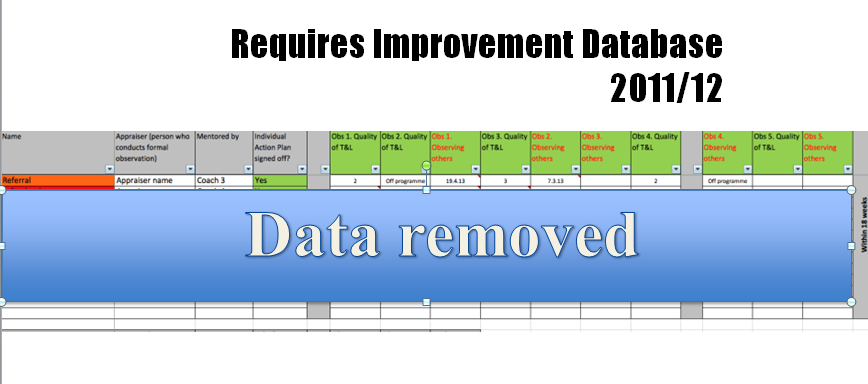 Requires Improvement Database
2011/12
Name
Appraiser (person who
conducts formal
observation)
Mentored by
Individual
Action Plan
signed off?
Obs 1. Quality
of T&L
Obs 2. Quality
of T&L
Obs 1.
Observing
others
Obs 3. Quality
of T&L
Obs 2.
Observing
others
Obs 3.
Observing
others
Obs 4. Quality
of T&L
Obs 4.
Observing
others
Obs 5. Quality
of T&L
Obs 5.
Observing
others
Referral
Appraiser name
Coach 3
Yes
2
Off programme
19.4.13
3
7.3.13
2
Off programme
Data removed
Within 18 weeks